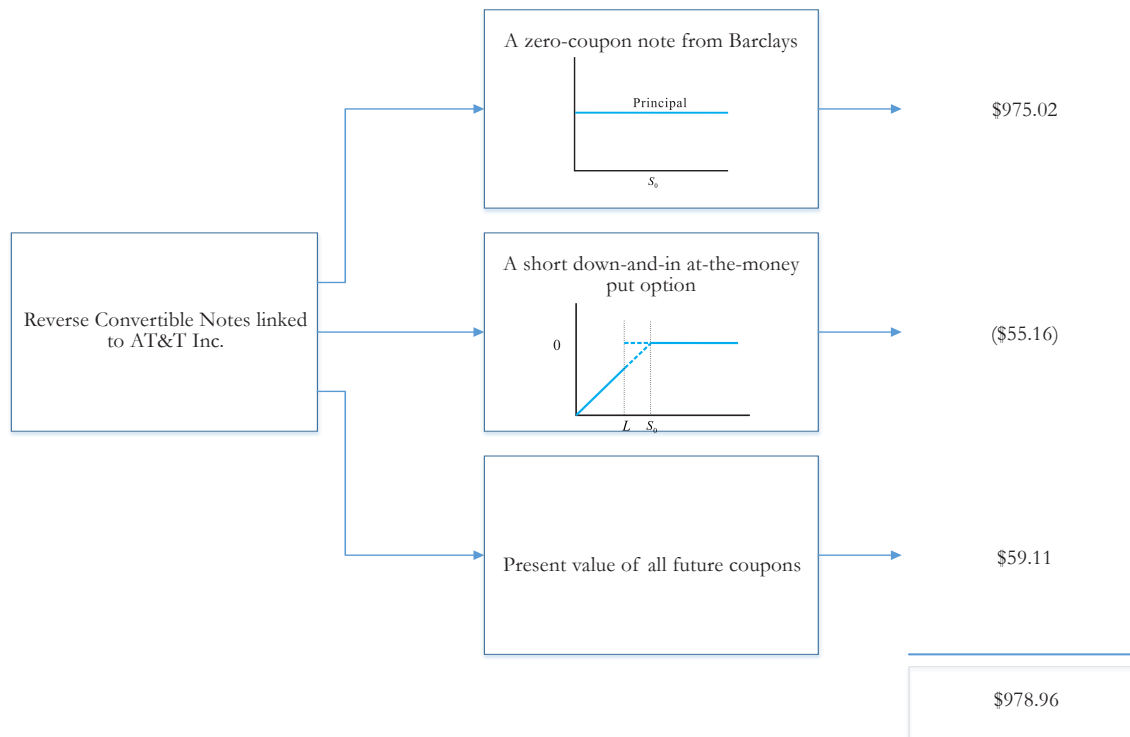 A zero-coupon note from Barclays
Principal
S₀
$975.02
Reverse Convertible Notes linked
to AT&T Inc.
A short down-and-in at-the-money
put option
0
L S₀
($55.16)
Present value of all future coupons
$59.11
$978.96